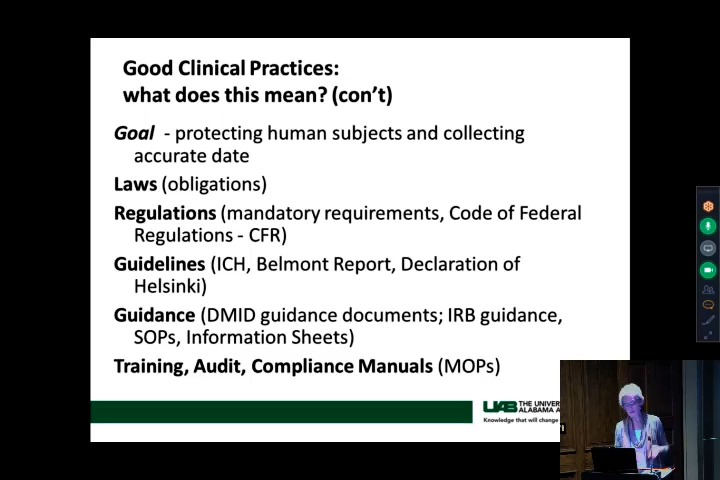 Good Clinical Practices:
what does this mean? (con't)
Goal - protecting human subjects and collecting
accurate date
Laws (obligations)
Regulations (mandatory requirements, Code of Federal
Regulations - CFR)
Guidelines (ICH, Belmont Report, Declaration of
Helsinki)
Guidance (DMID guidance documents; IRB guidance,
SOPs, Information Sheets)
Training, Audit, Compliance Manuals (MOPs)
UAB THE
ALABAMA
Knowledge that will change